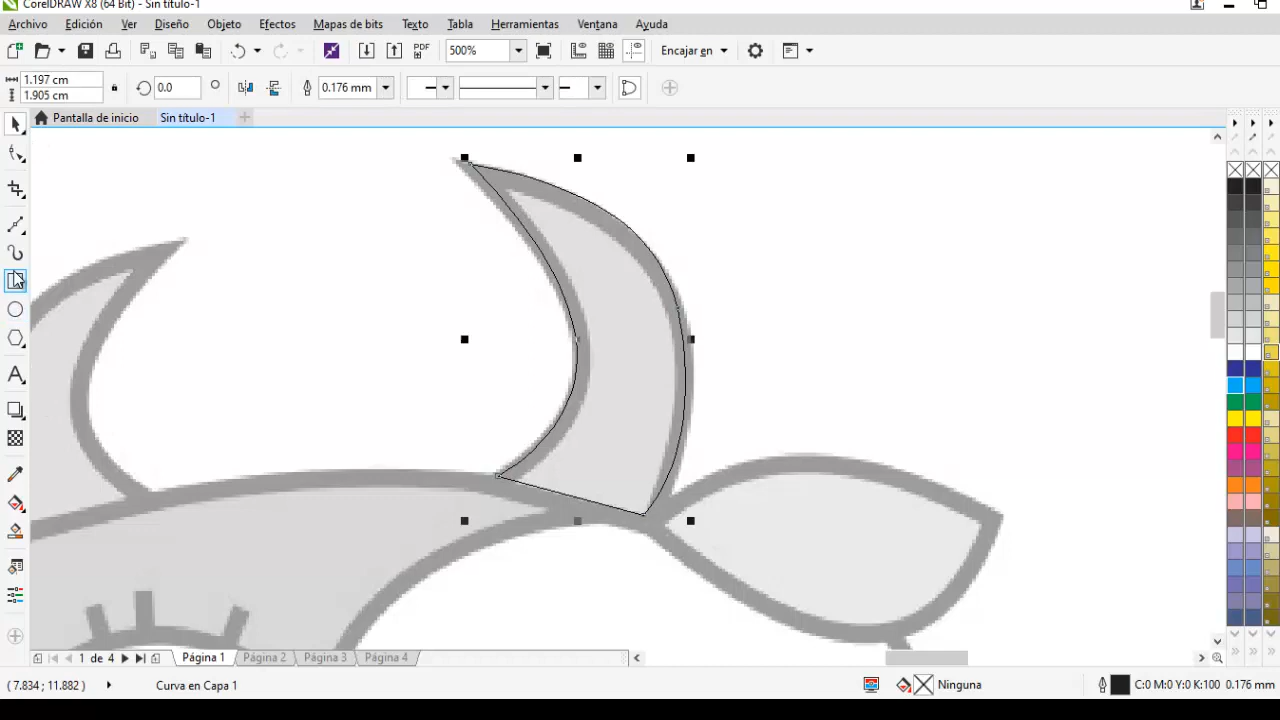 CorelDRAW X8 (64 Bit) - Sin título-1
Archivo Edición Ver Diseño Objeto Efectos Mapas de bits Texto Tabla Herramientas Ventana Ayuda
PDF 500% Encajar en
1.197 cm
1.905 cm
0.0 0.176 mm
Pantalla de inicio Sin título-1
1 de 4 Página 1 Página 2 Página 3 Página 4
( 7.834 ; 11.882 ) Curva en Capa 1 Ninguna C:0 M:0 Y:0 K:100 0.176 mm